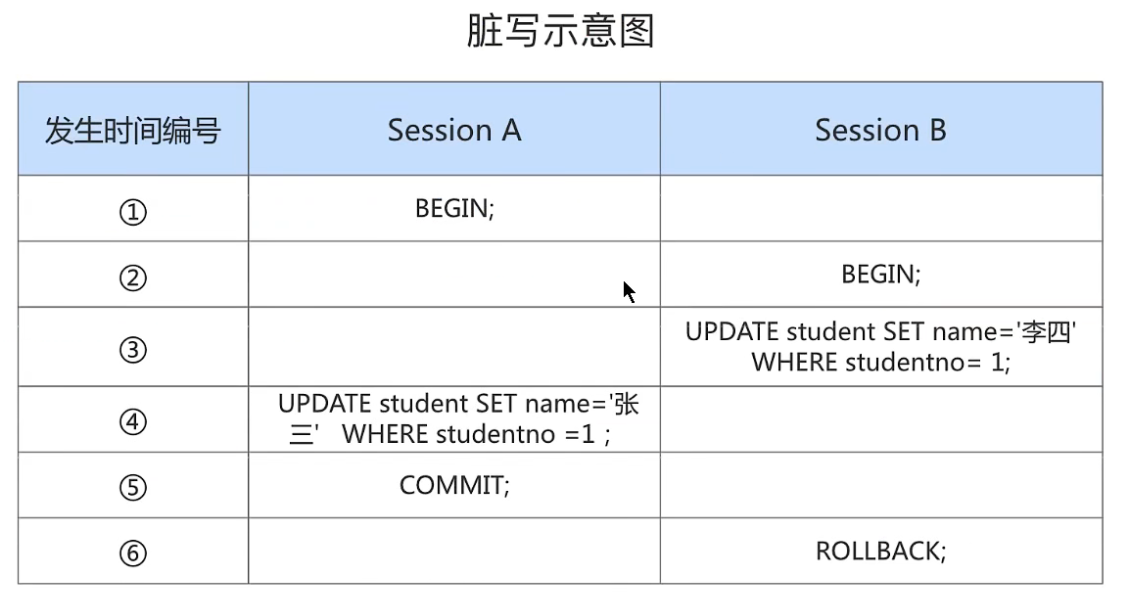 脏写示意图
发生时间编号 Session A Session B
① BEGIN;
② BEGIN;
③ UPDATE student SET name='李四'
WHERE studentno= 1;
④ UPDATE student SET name='张
三' WHERE studentno =1 ;
⑤ COMMIT;
⑥ ROLLBACK;